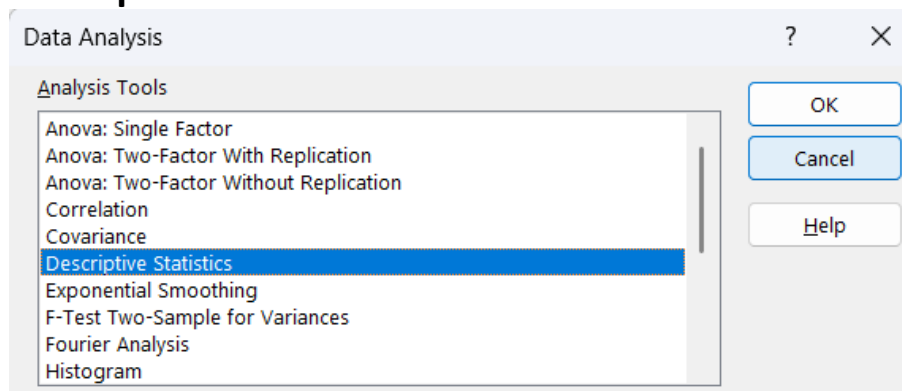 Data Analysis ? ×
Analysis Tools
OK
Cancel
Help
Anova: Single Factor
Anova: Two-Factor With Replication
Anova: Two-Factor Without Replication
Correlation
Covariance
Descriptive Statistics
Exponential Smoothing
F-Test Two-Sample for Variances
Fourier Analysis
Histogram